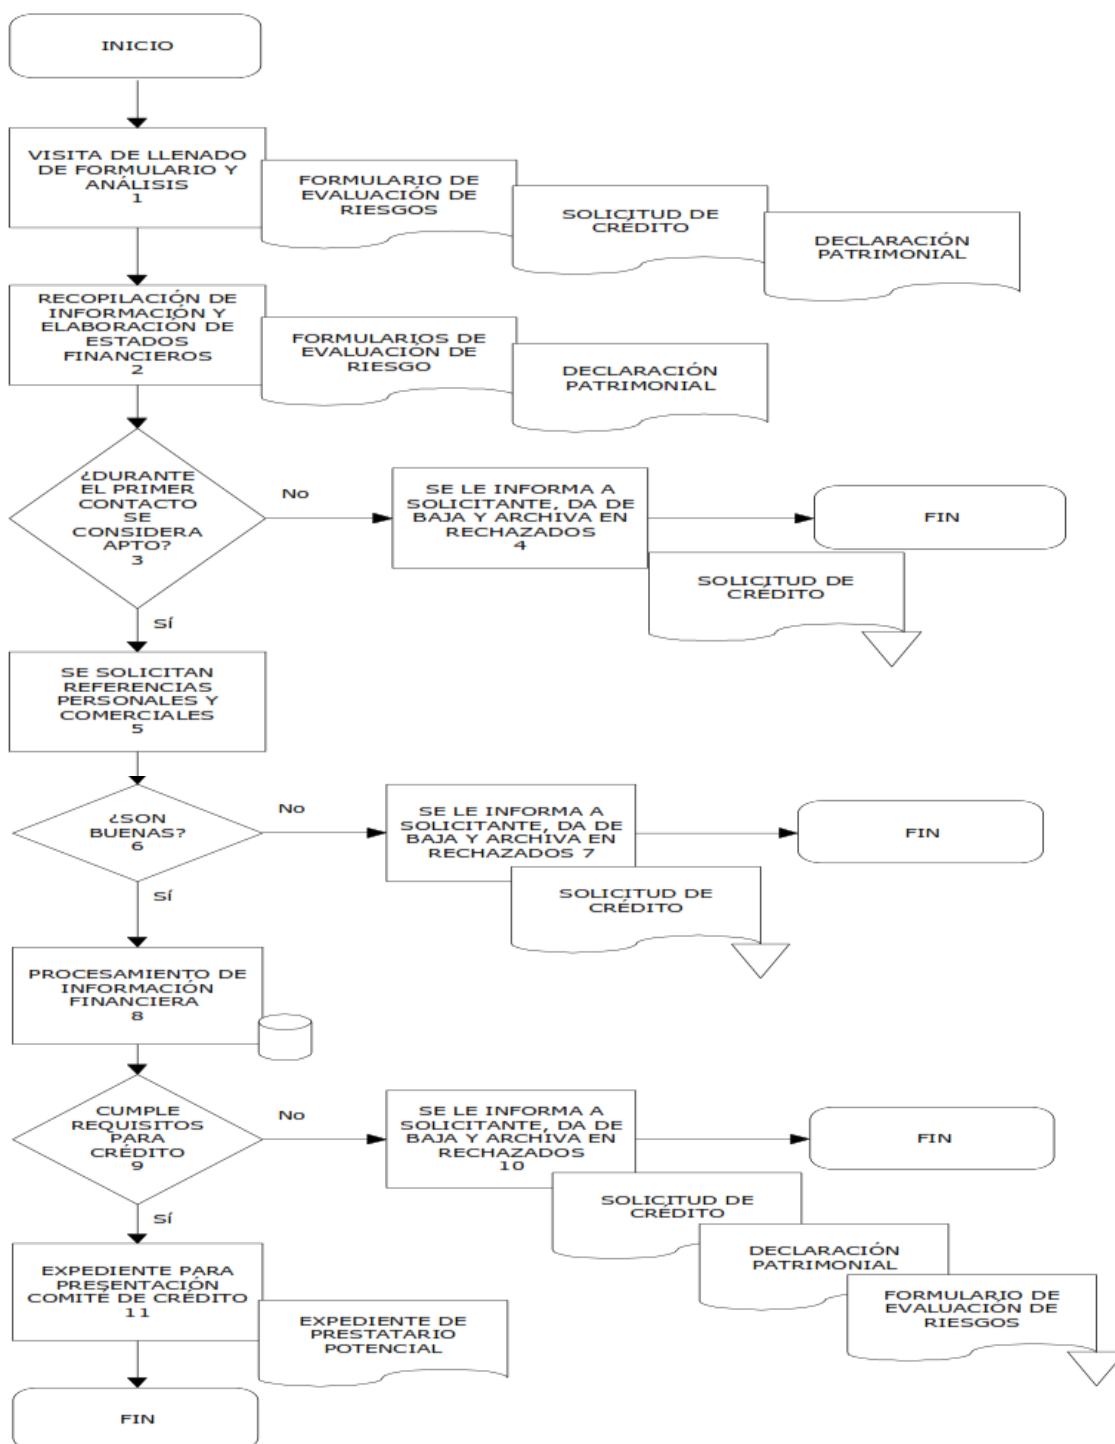 INICIO
VISITA DE LLENADO
DE FORMULARIO Y
ANÁLISIS
1
FORMULARIO DE
EVALUACIÓN DE
RIESGOS
SOLICITUD DE
CRÉDITO
DECLARACIÓN
PATRIMONIAL
RECOPILACIÓN DE
INFORMACIÓN Y
ELABORACIÓN DE
ESTADOS
FINANCIEROS
2
FORMULARIOS DE
EVALUACIÓN DE
RIESGO
DECLARACIÓN
PATRIMONIAL
¿DURANTE
EL PRIMER
CONTACTO
SE
CONSIDERA
APTO?
3
No
SE LE INFORMA A
SOLICITANTE, DA DE
BAJA Y ARCHIVA EN
RECHAZADOS
4
FIN
SOLICITUD DE
CRÉDITO
SÍ
SE SOLICITAN
REFERENCIAS
PERSONALES Y
COMERCIALES
5
¿SON
BUENAS?
6
No
SE LE INFORMA A
SOLICITANTE, DA DE
BAJA Y ARCHIVA EN
RECHAZADOS 7
FIN
SOLICITUD DE
CRÉDITO
SÍ
PROCESAMIENTO DE
INFORMACIÓN
FINANCIERA
8
CUMPLE
REQUISITOS
PARA
CRÉDITO
9
No
SE LE INFORMA A
SOLICITANTE, DA DE
BAJA Y ARCHIVA EN
RECHAZADOS
10
FIN
SOLICITUD DE
CRÉDITO
DECLARACIÓN
PATRIMONIAL
FORMULARIO DE
EVALUACIÓN DE
RIESGOS
SÍ
EXPEDIENTE PARA
PRESENTACIÓN
COMITÉ DE CRÉDITO
11
EXPEDIENTE DE
PRESTATARIO
POTENCIAL
FIN